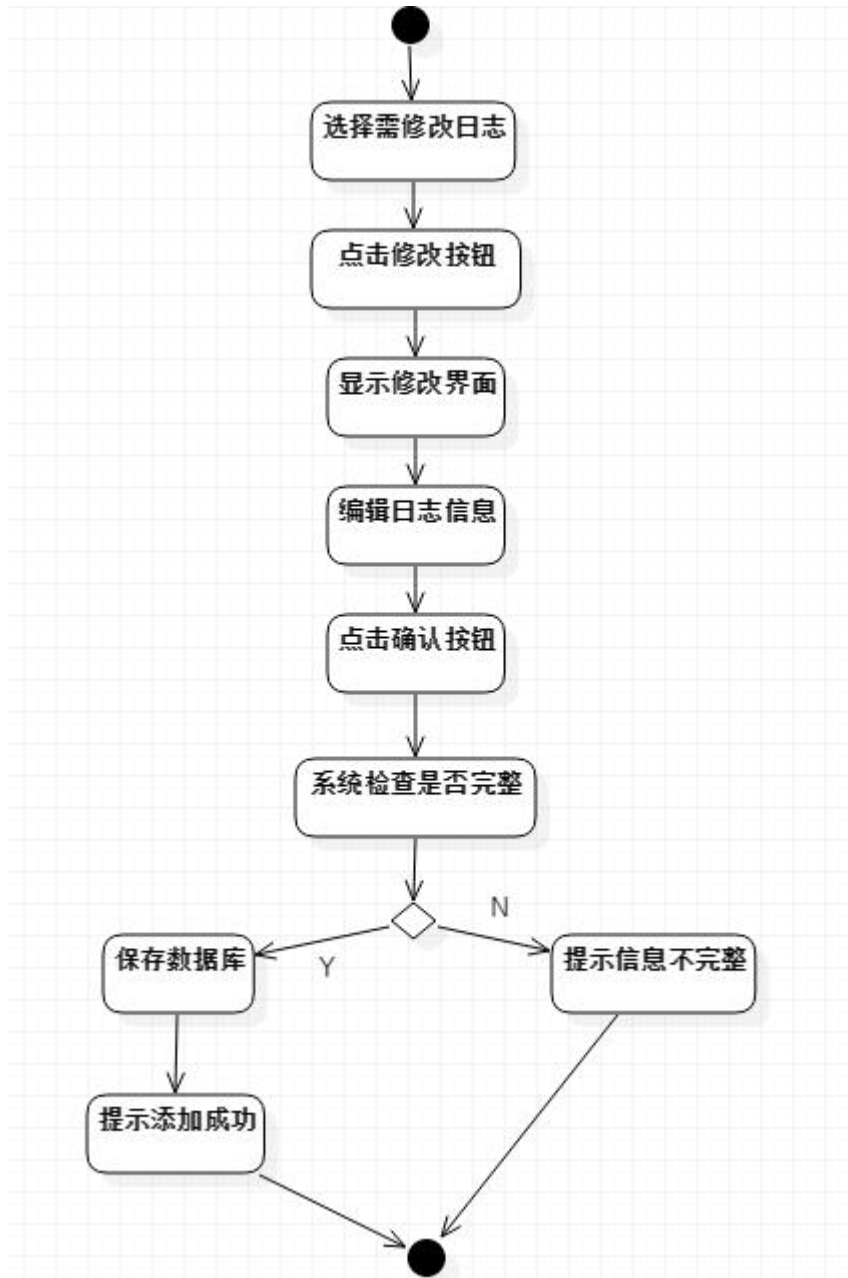 选择需修改日志
点击修改按钮
显示修改界面
编辑日志信息
点击确认按钮
系统检查是否完整
N
保存数据库
Y
提示信息不完整
提示添加成功